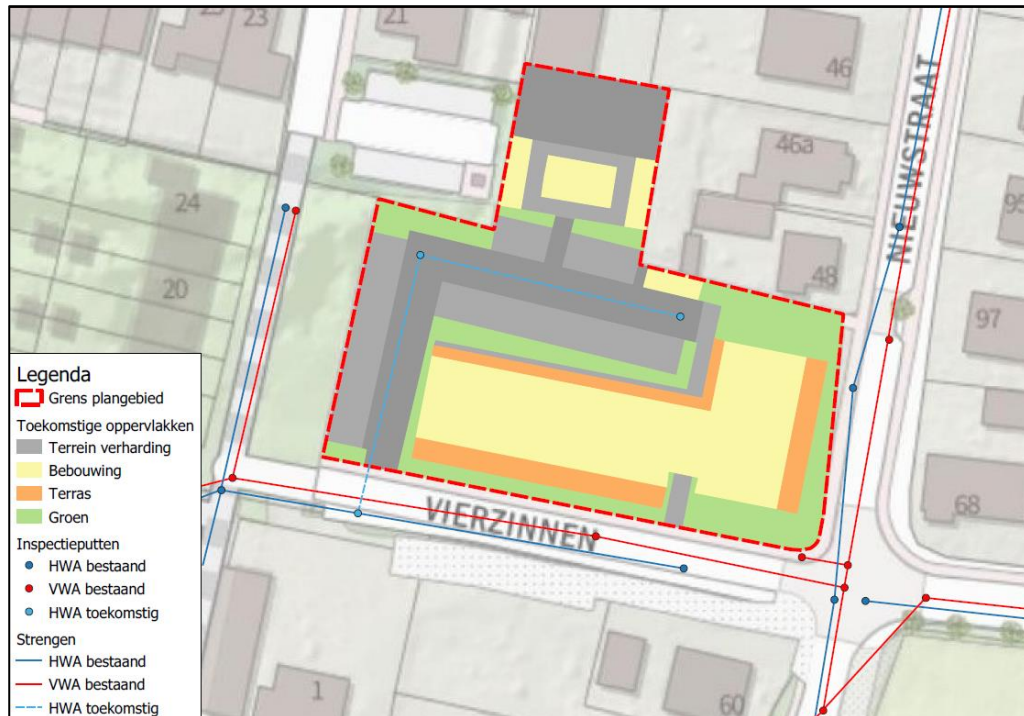 23
21
46
46a
NIEUWSTRAAT
24
95
20
48
97
Legenda
Grens plangebied
Toekomstige oppervlakken
Terrein verharding
Bebouwing
Terras
Groen
Inspectieputten
HWA bestaand
VWA bestaand
HWA toekomstig
Strengen
HWA bestaand
VWA bestaand
HWA toekomstig
VIERZINNEN
68
1
60